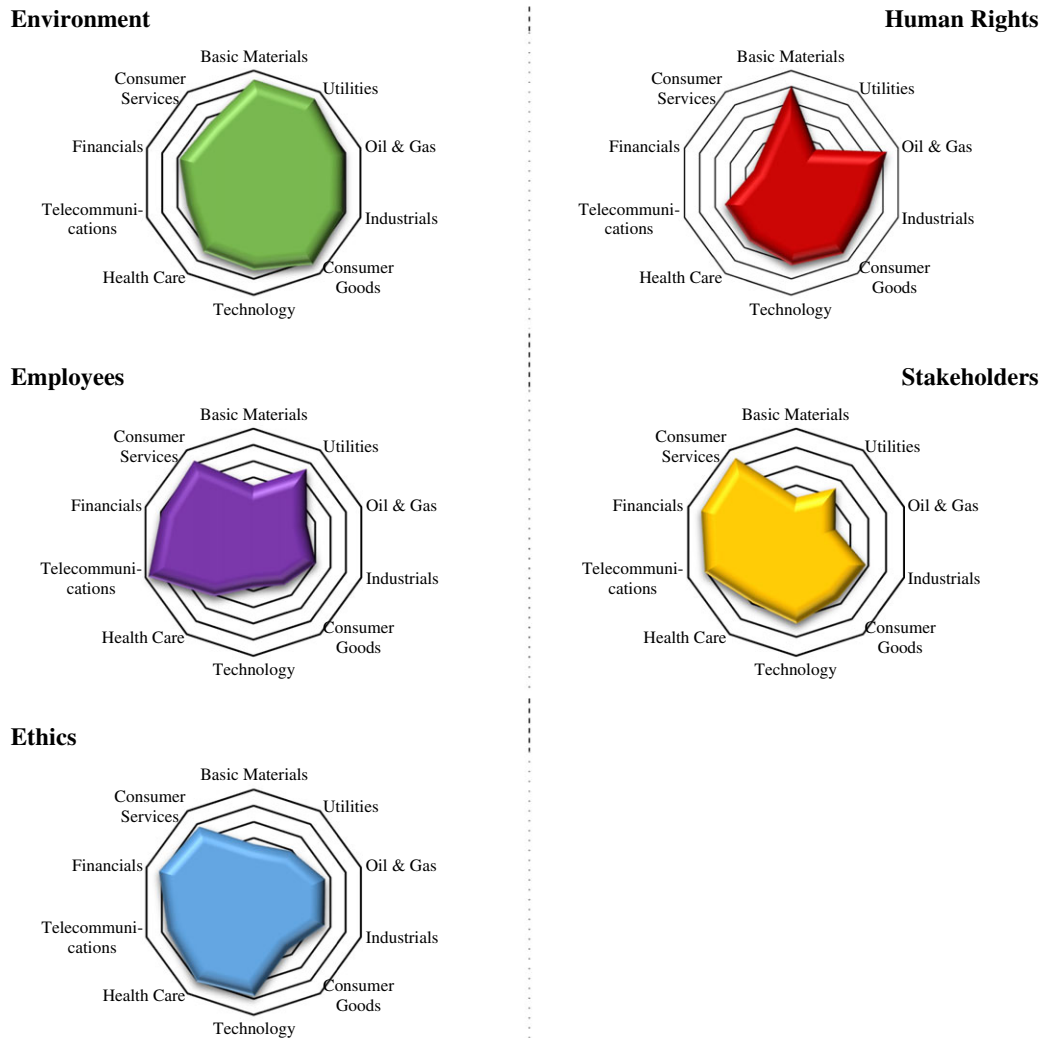 Environment
Basic Materials
Utilities
Oil & Gas
Industrials
Consumer
Goods
Technology
Health Care
Telecommuni-
cations
Financials
Consumer
Services
Human Rights
Basic Materials
Utilities
Oil & Gas
Industrials
Consumer
Goods
Technology
Health Care
Telecommuni-
cations
Financials
Consumer
Services
Employees
Basic Materials
Utilities
Oil & Gas
Industrials
Consumer
Goods
Technology
Health Care
Telecommuni-
cations
Financials
Consumer
Services
Stakeholders
Basic Materials
Utilities
Oil & Gas
Industrials
Consumer
Goods
Technology
Health Care
Telecommuni-
cations
Financials
Consumer
Services
Ethics
Basic Materials
Utilities
Oil & Gas
Industrials
Consumer
Goods
Technology
Health Care
Telecommuni-
cations
Financials
Consumer
Services